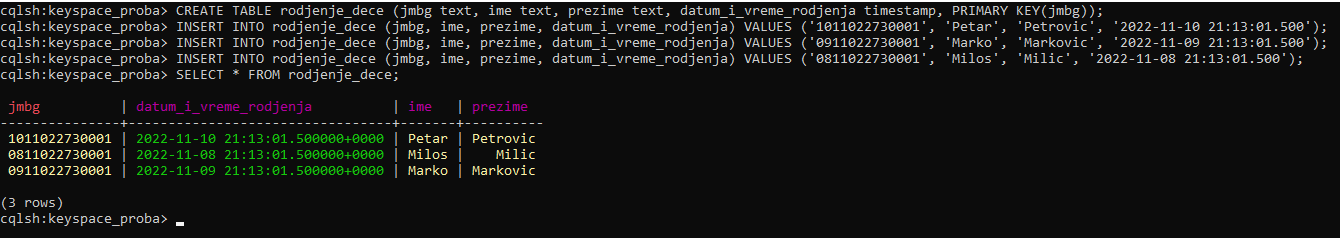 cqlsh:keyspace_proba> CREATE TABLE rodjenje_dece (jmbg text, ime text, prezime text, datum_i_vreme_rodjenja timestamp, PRIMARY KEY(jmbg));
cqlsh:keyspace_proba> INSERT INTO rodjenje_dece (jmbg, ime, prezime, datum_i_vreme_rodjenja) VALUES ('1011022730001', 'Petar', 'Petrovic', '2022-11-10 21:13:01.500');
cqlsh:keyspace_proba> INSERT INTO rodjenje_dece (jmbg, ime, prezime, datum_i_vreme_rodjenja) VALUES ('0911022730001', 'Marko', 'Markovic', '2022-11-09 21:13:01.500');
cqlsh:keyspace_proba> INSERT INTO rodjenje_dece (jmbg, ime, prezime, datum_i_vreme_rodjenja) VALUES ('0811022730001', 'Milos', 'Milic', '2022-11-08 21:13:01.500');
cqlsh:keyspace_proba> SELECT * FROM rodjenje_dece;
 jmbg          | datum_i_vreme_rodjenja          | ime   | prezime
---------------+---------------------------------+-------+----------
 1011022730001 | 2022-11-10 21:13:01.500000+0000 | Petar | Petrovic
 0811022730001 | 2022-11-08 21:13:01.500000+0000 | Milos |    Milic
 0911022730001 | 2022-11-09 21:13:01.500000+0000 | Marko | Markovic
(3 rows)
cqlsh:keyspace_proba>